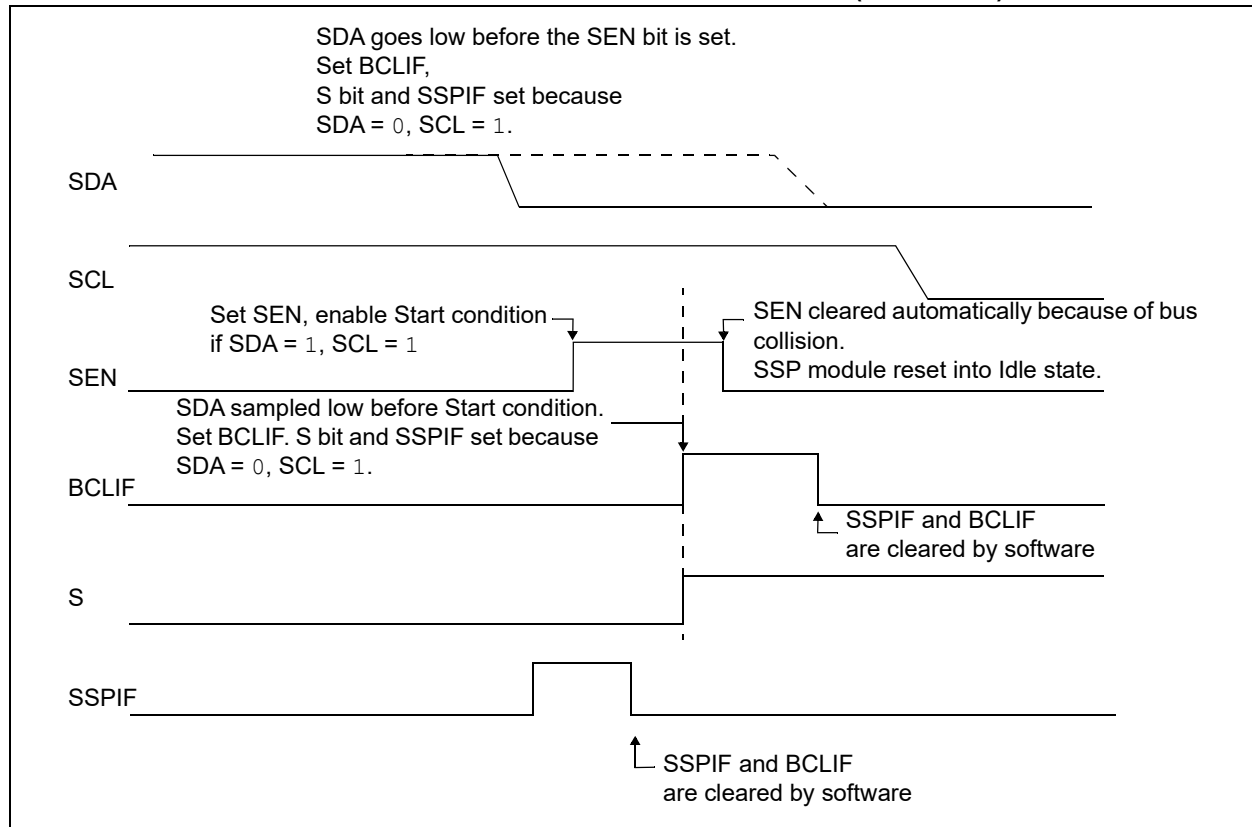 SDA goes low before the SEN bit is set.
Set BCLIF,
S bit and SSPIF set because
SDA = 0, SCL = 1.
SDA
SCL
Set SEN, enable Start condition
if SDA = 1, SCL = 1
SEN cleared automatically because of bus
collision.
SSP module reset into Idle state.
SEN
SDA sampled low before Start condition.
Set BCLIF. S bit and SSPIF set because
SDA = 0, SCL = 1.
BCLIF
SSPIF and BCLIF
are cleared by software
S
SSPIF
SSPIF and BCLIF
are cleared by software